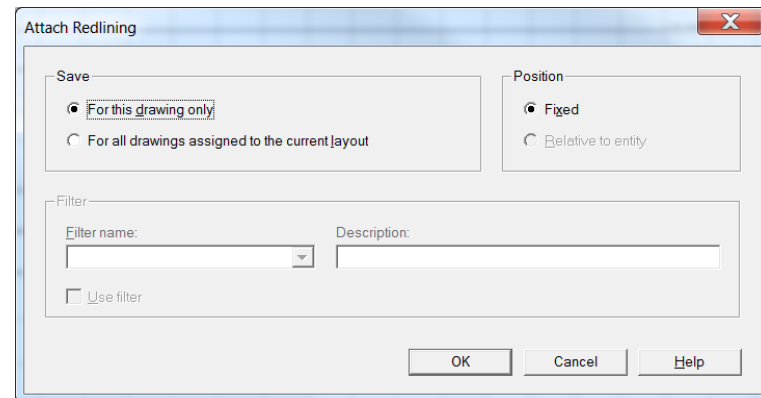 Attach Redlining
Save
For this drawing only
For all drawings assigned to the current layout
Position
Fixed
Relative to entity
Filter
Filter name:
Description:
Use filter
OK
Cancel
Help